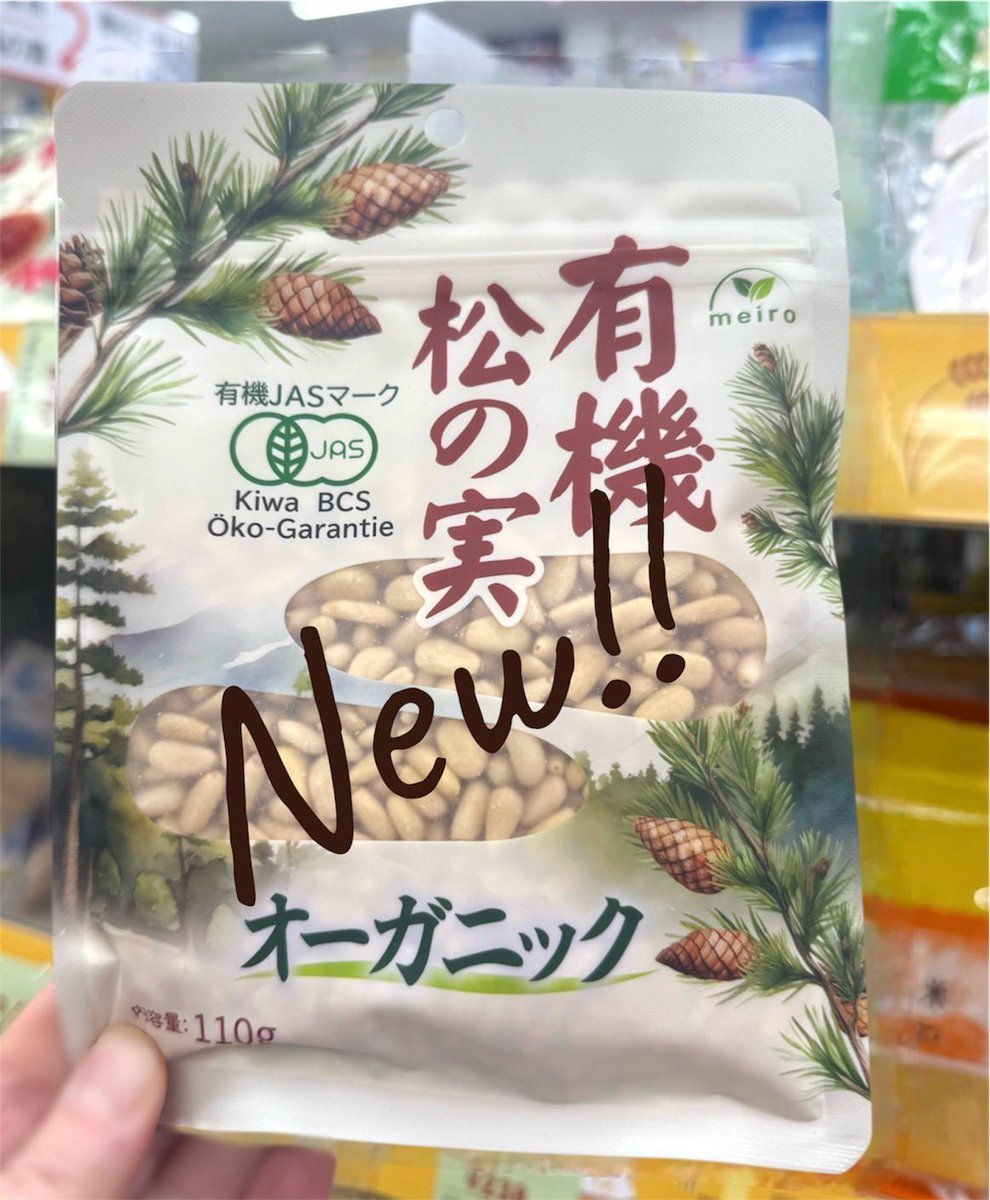 有機
松の実
meiro
有機JASマーク
JAS
Kiwa BCS
Öko-Garantie
New!!
オーガニック
内容量:110g